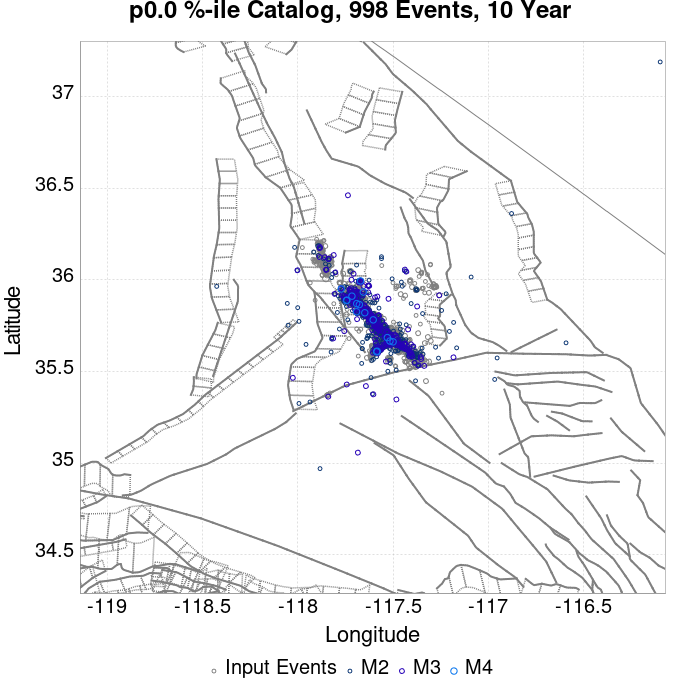 p0.0 %-ile Catalog, 998 Events, 10 Year
37
36.5
36
35.5
35
34.5
Latitude
-119
-118.5
-118
-117.5
-117
-116.5
Longitude
Input Events
M2
M3
M4